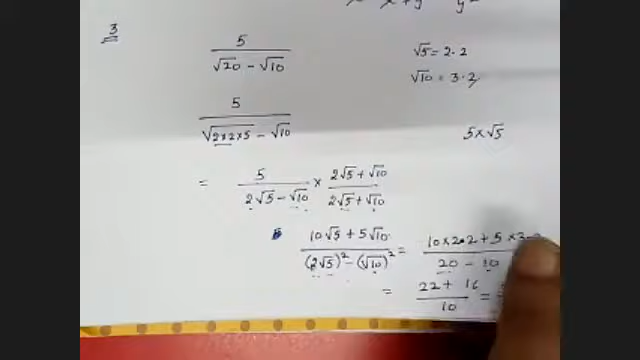 3
5 / (√20 - √10)
√5 = 2.2
√10 = 3.2
5 / (√(2×2×5) - √10)
5×√5
= 5 / (2√5 - √10) × (2√5 + √10) / (2√5 + √10)
(10√5 + 5√10) / ((2√5)² - (√10)²) = (10×2.2 + 5×3.2) / (20 - 10)
= (22 + 16) / 10 =